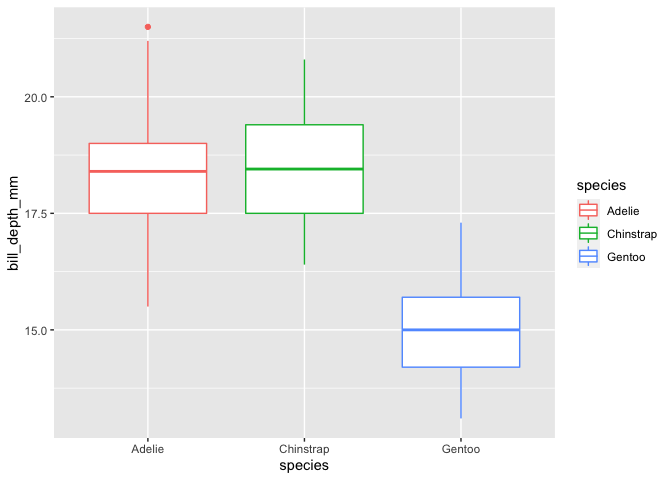 bill_depth_mm
20.0
17.5
15.0
Adelie
Chinstrap
Gentoo
species
species
Adelie
Chinstrap
Gentoo